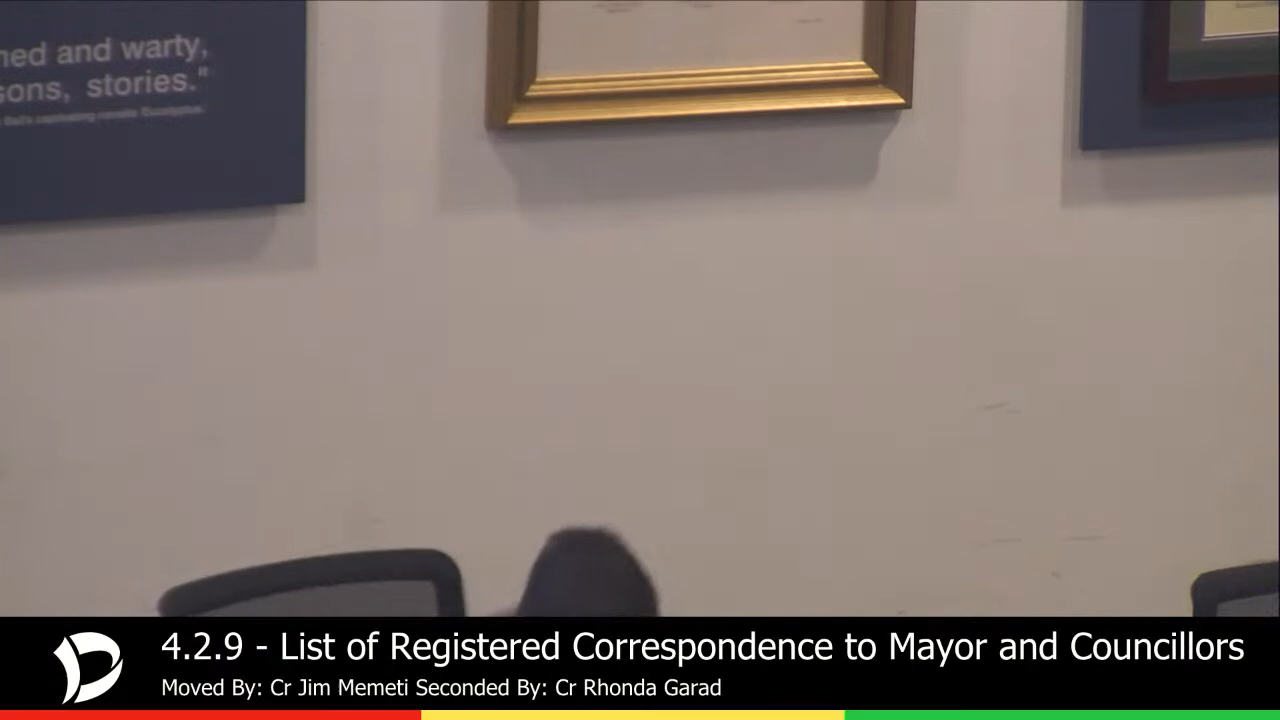 ned and warty,
sons, stories."
4.2.9 - List of Registered Correspondence to Mayor and Councillors
Moved By: Cr Jim Memeti Seconded By: Cr Rhonda Garad